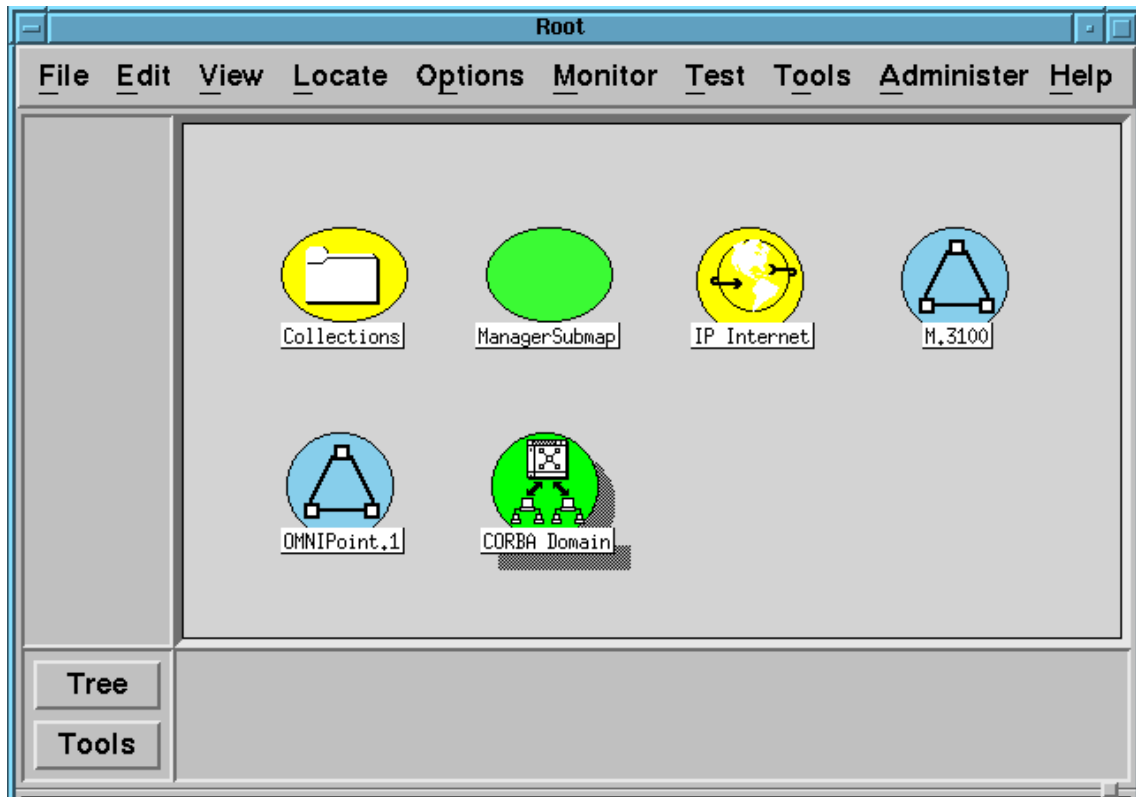 Root
File Edit View Locate Options Monitor Test Tools Administer Help
Collections ManagerSubmap IP Internet M.3100
OMNIPoint.1 CORBA Domain
Tree
Tools